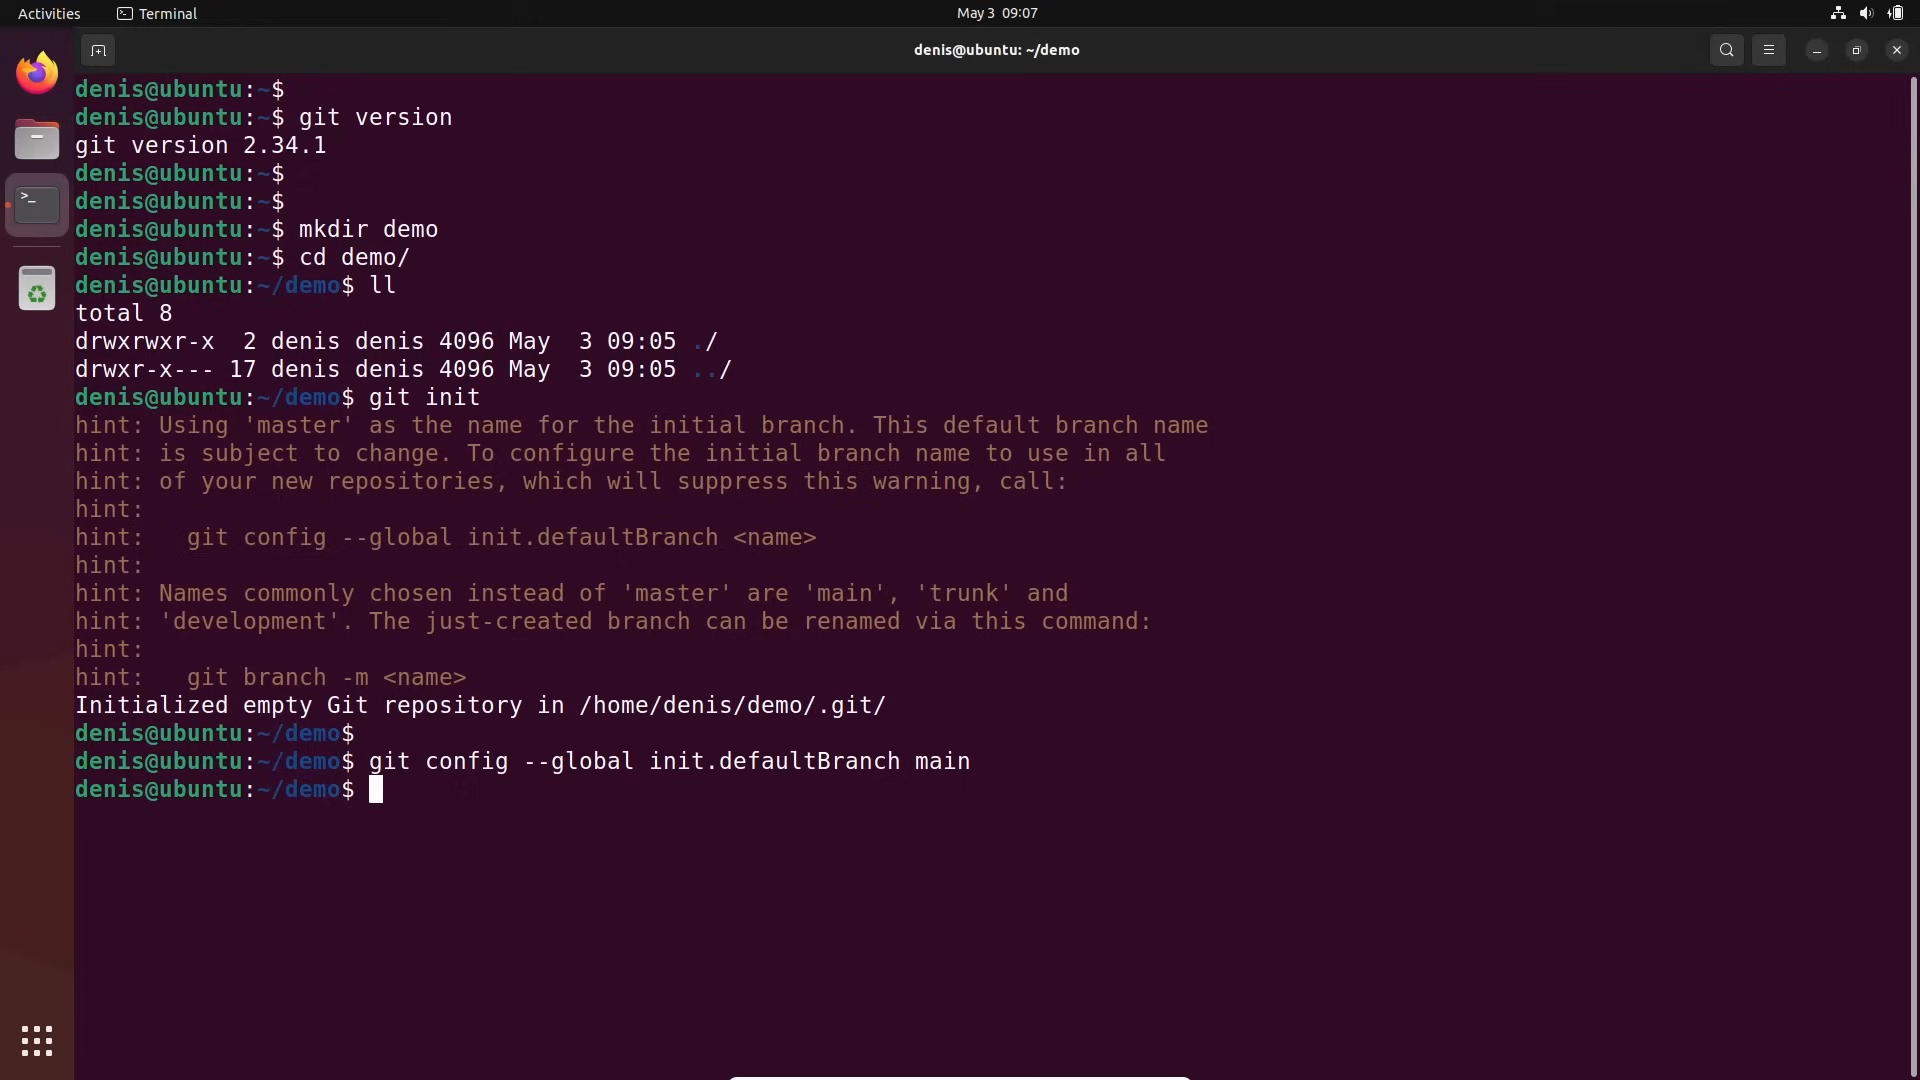 Activities
Terminal
May 3 09:07
denis@ubuntu: ~/demo
denis@ubuntu:~$
denis@ubuntu:~$ git version
git version 2.34.1
denis@ubuntu:~$
denis@ubuntu:~$
denis@ubuntu:~$ mkdir demo
denis@ubuntu:~$ cd demo/
denis@ubuntu:~/demo$ ll
total 8
drwxrwxr-x  2 denis denis 4096 May  3 09:05 ./
drwxr-x--- 17 denis denis 4096 May  3 09:05 ../
denis@ubuntu:~/demo$ git init
hint: Using 'master' as the name for the initial branch. This default branch name
hint: is subject to change. To configure the initial branch name to use in all
hint: of your new repositories, which will suppress this warning, call:
hint:
hint:   git config --global init.defaultBranch <name>
hint:
hint: Names commonly chosen instead of 'master' are 'main', 'trunk' and
hint: 'development'. The just-created branch can be renamed via this command:
hint:
hint:   git branch -m <name>
Initialized empty Git repository in /home/denis/demo/.git/
denis@ubuntu:~/demo$
denis@ubuntu:~/demo$ git config --global init.defaultBranch main
denis@ubuntu:~/demo$